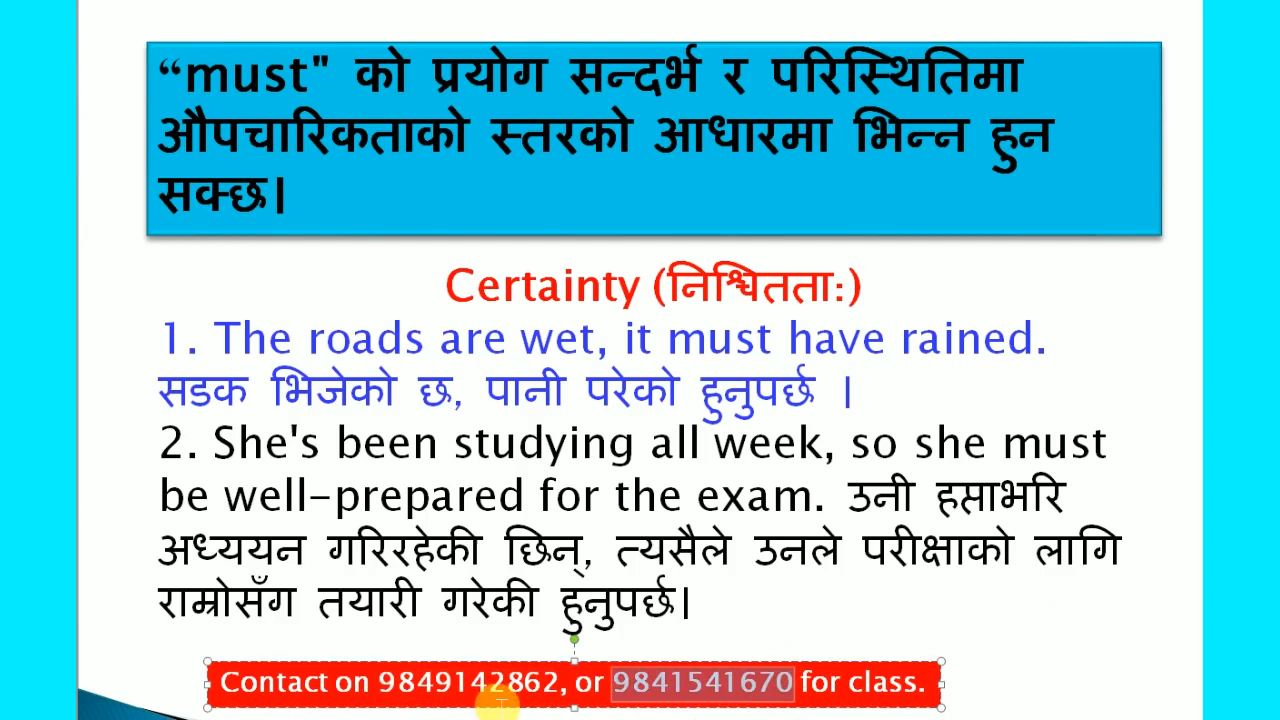 “must" को प्रयोग सन्दर्भ र परिस्थितिमा
औपचारिकताको स्तरको आधारमा भिन्न हुन
सक्छ।
Certainty (निश्चितता:)
1. The roads are wet, it must have rained.
सडक भिजेको छ, पानी परेको हुनुपर्छ ।
2. She's been studying all week, so she must
be well-prepared for the exam. उनी हप्ताभरि
अध्ययन गरिरहेकी छिन्, त्यसैले उनले परीक्षाको लागि
राम्रोसँग तयारी गरेकी हुनुपर्छ।
Contact on 9849142862, or 9841541670 for class.